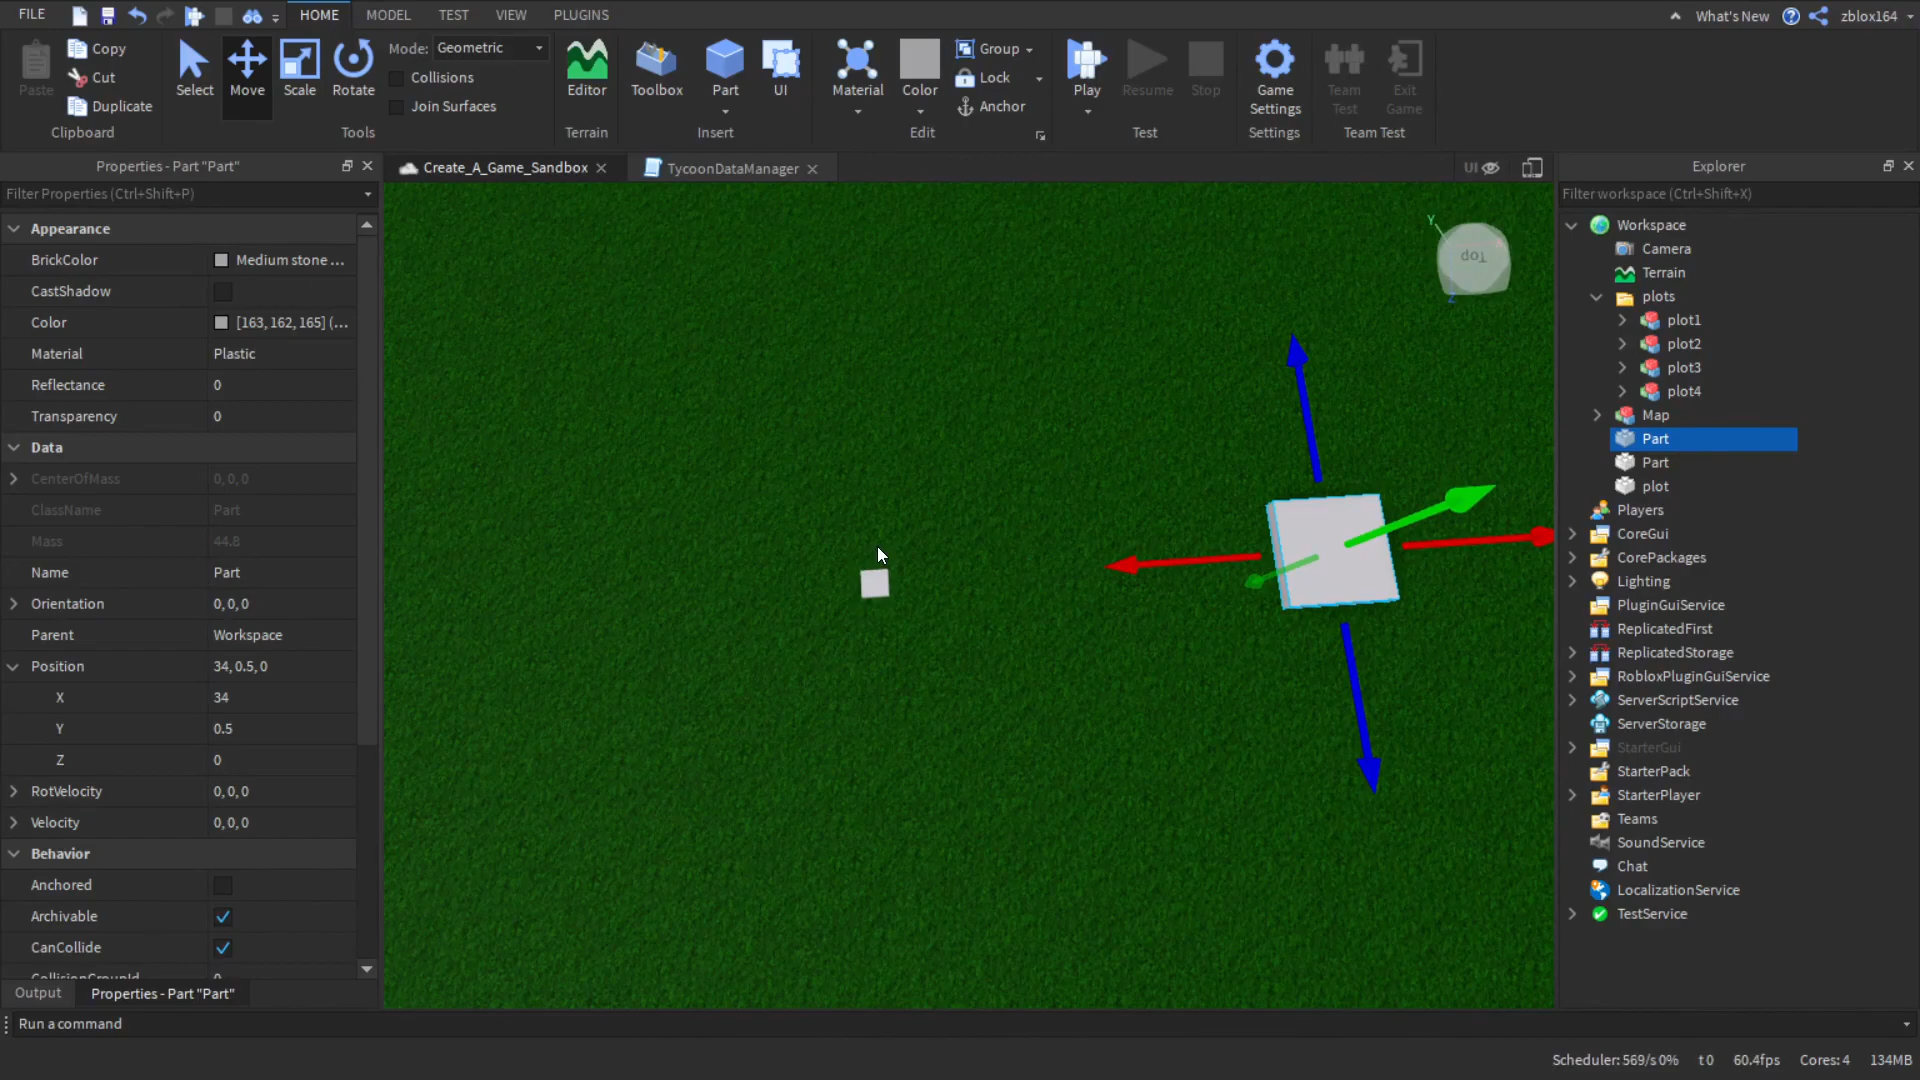 FILE
HOME
MODEL
TEST
VIEW
PLUGINS
What's New
zblox164
Paste
Copy
Cut
Duplicate
Clipboard
Select
Move
Scale
Rotate
Mode: Geometric
Collisions
Join Surfaces
Tools
Editor
Terrain
Toolbox
Part
UI
Insert
Material
Color
Group
Lock
Anchor
Edit
Play
Resume
Stop
Test
Game
Settings
Settings
Team
Test
Exit
Game
Team Test
Properties - Part "Part"
Filter Properties (Ctrl+Shift+P)
Appearance
BrickColor Medium stone ...
CastShadow
Color [163, 162, 165] (...
Material Plastic
Reflectance 0
Transparency 0
Data
CenterOfMass 0, 0, 0
ClassName Part
Mass 44.8
Name Part
Orientation 0, 0, 0
Parent Workspace
Position 34, 0.5, 0
X 34
Y 0.5
Z 0
RotVelocity 0, 0, 0
Velocity 0, 0, 0
Behavior
Anchored
Archivable
CanCollide
CollisionGroupId 0
Output
Properties - Part "Part"
Create_A_Game_Sandbox
TycoonDataManager
UI
Y
Top
Z
Explorer
Filter workspace (Ctrl+Shift+X)
Workspace
Camera
Terrain
plots
plot1
plot2
plot3
plot4
Map
Part
Part
plot
Players
CoreGui
CorePackages
Lighting
PluginGuiService
ReplicatedFirst
ReplicatedStorage
RobloxPluginGuiService
ServerScriptService
ServerStorage
StarterGui
StarterPack
StarterPlayer
Teams
SoundService
Chat
LocalizationService
TestService
Run a command
Scheduler: 569/s 0% t 0 60.4fps Cores: 4 134MB